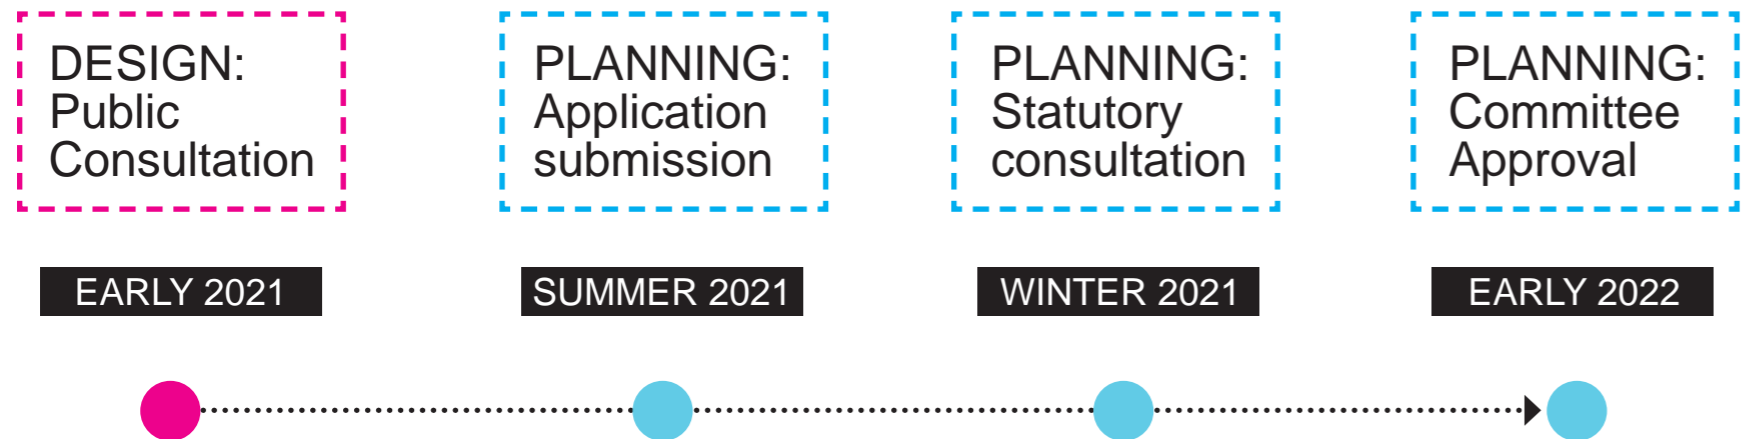 DESIGN:
Public
Consultation
PLANNING:
Application
submission
PLANNING:
Statutory
consultation
PLANNING:
Committee
Approval
EARLY 2021
SUMMER 2021
WINTER 2021
EARLY 2022